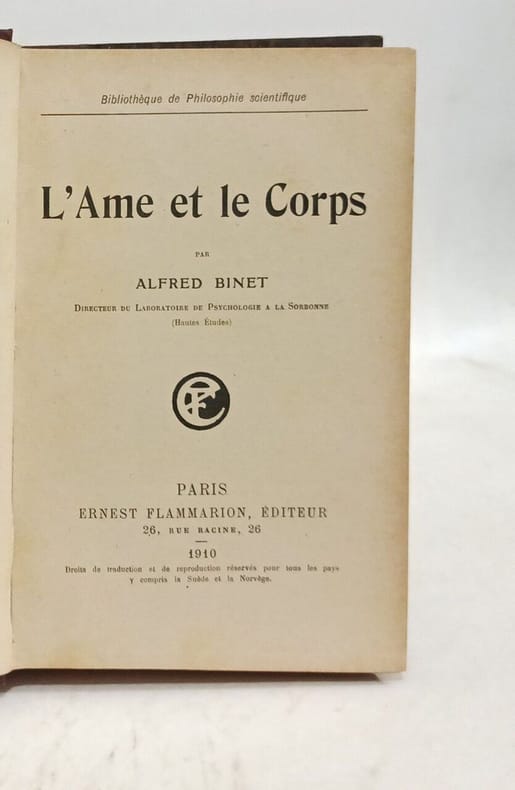 Bibliothèque de Philosophie scientifique
L'Ame et le Corps
PAR
ALFRED BINET
DIRECTEUR DU LABORATOIRE DE PSYCHOLOGIE A LA SORBONNE
(Hautes Études)
EF
PARIS
ERNEST FLAMMARION, ÉDITEUR
26, RUE RACINE, 26
1910
Droits de traduction et de reproduction réservés pour tous les pays
y compris la Suède et la Norvège.